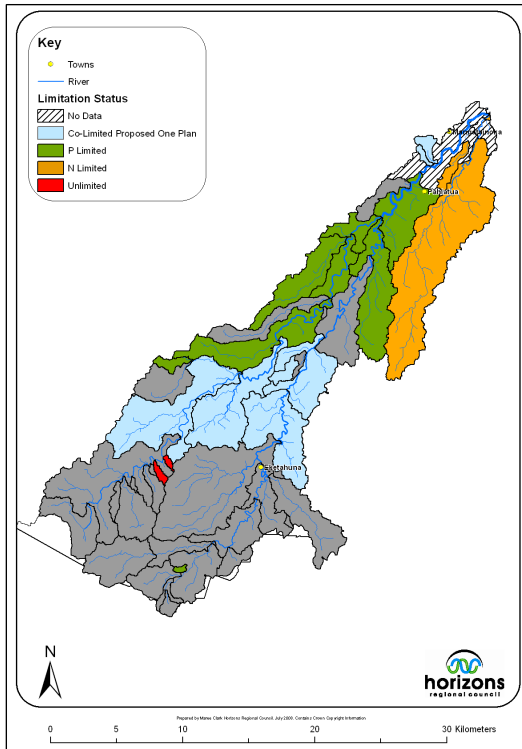 Key
Towns
River
Limitation Status
No Data
Co-Limited Proposed One Plan
P Limited
N Limited
Unlimited
Pahiatua
N
horizons
regional council
Prepared by Maree Clark Horizons Regional Council, July 2009. Contains Crown Copyright Information
0 5 10 20 30 Kilometers